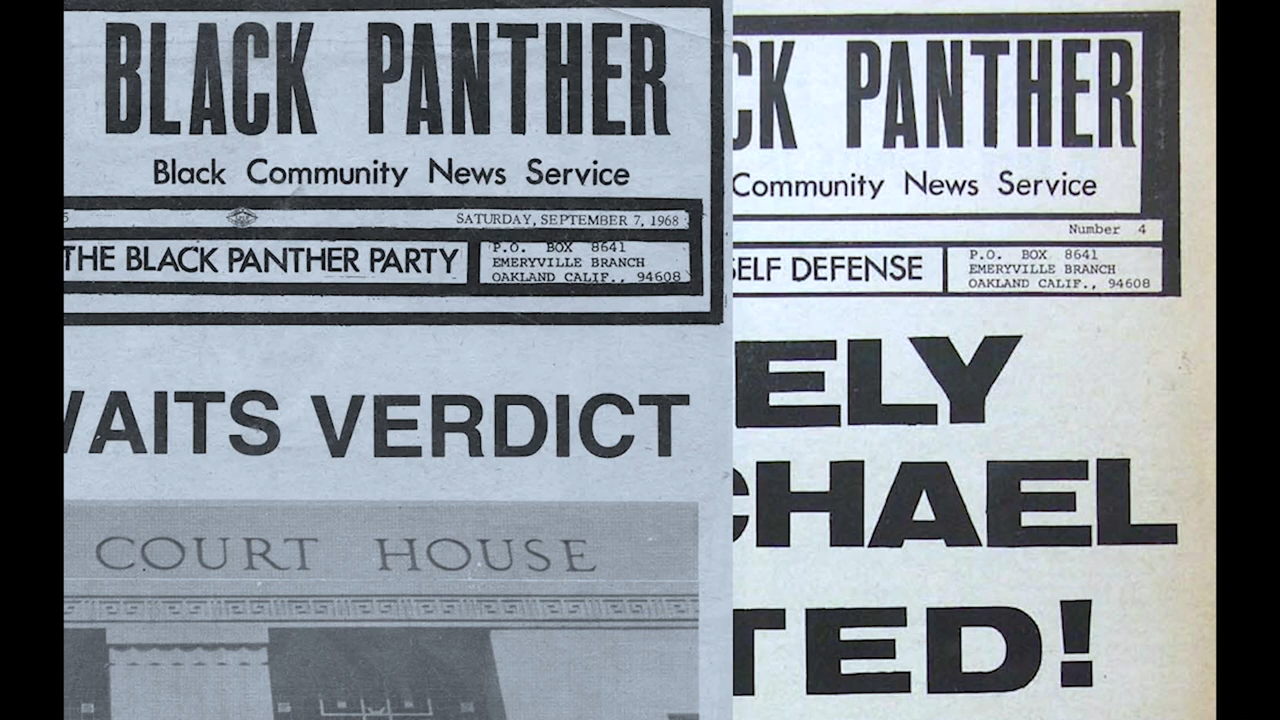 BLACK PANTHER
Black Community News Service
SATURDAY, SEPTEMBER 7, 1968
THE BLACK PANTHER PARTY
P.O. BOX 8641
EMERYVILLE BRANCH
OAKLAND CALIF., 94608
WAITS VERDICT
COURT HOUSE
CK PANTHER
Community News Service
Number 4
SELF DEFENSE
P.O. BOX 8641
EMERYVILLE BRANCH
OAKLAND CALIF., 94608
ELY
CHAEL
TED!